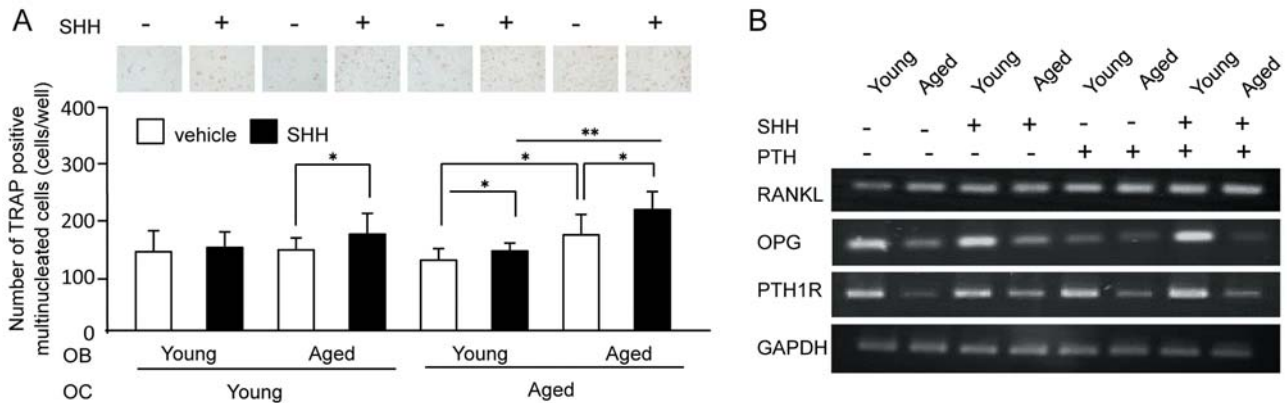 A
SHH - + - + - + - +
Number of TRAP positive
multinucleated cells (cells/well)
400
300
200
100
0
vehicle SHH
* * * * **
OB Young Aged Young Aged
OC Young Aged
B
Young Aged Young Aged Young Aged Young Aged
SHH - - + + - - + +
PTH - - - - + + + +
RANKL
OPG
PTH1R
GAPDH